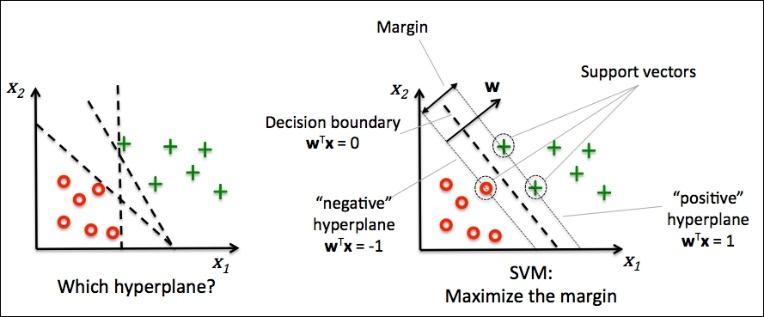 x2
x1
Which hyperplane?
Margin
w
Support vectors
x2
Decision boundary
wTx = 0
“negative”
hyperplane
wTx = -1
“positive”
hyperplane
wTx = 1
x1
SVM:
Maximize the margin